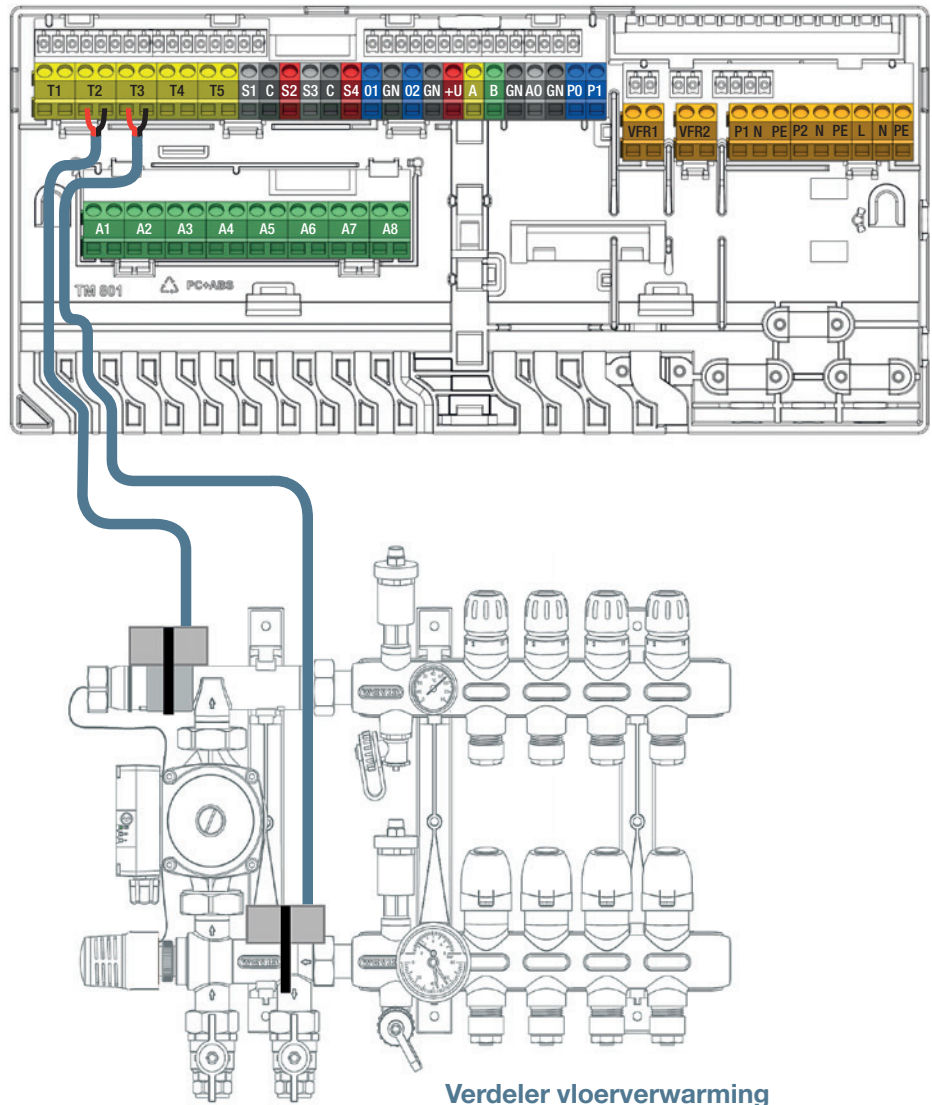 T1 T2 T3 T4 T5 S1 C S2 S3 C S4 01 GN 02 GN +U A B GN A0 GN P0 P1
VFR1 VFR2 P1 N PE P2 N PE L N PE
A1 A2 A3 A4 A5 A6 A7 A8
TM 801 PC+ABS
Verdeler vloerverwarming